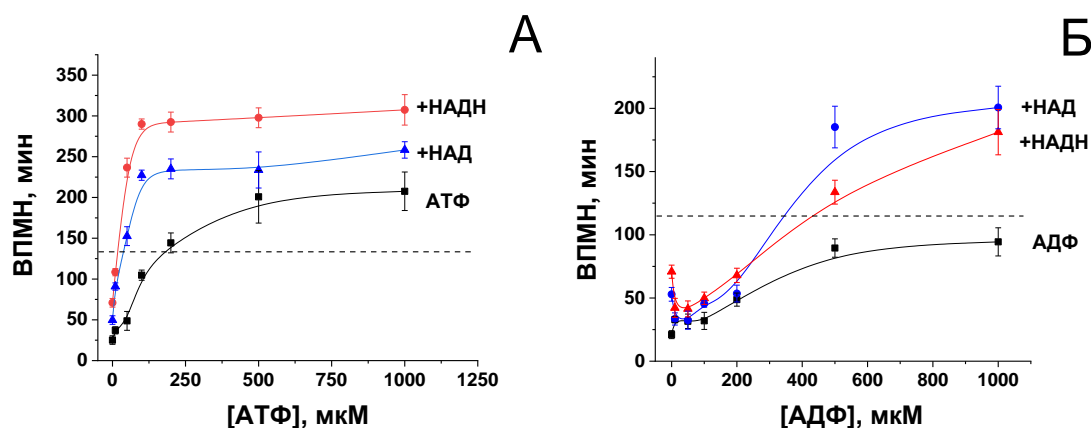 А
ВПМН, мин
350
300
250
200
150
100
50
0
+НАДН
+НАД
АТФ
0 250 500 750 1000 1250
[АТФ], мкМ
Б
ВПМН, мин
200
150
100
50
0
+НАД
+НАДН
АДФ
0 200 400 600 800 1000
[АДФ], мкМ